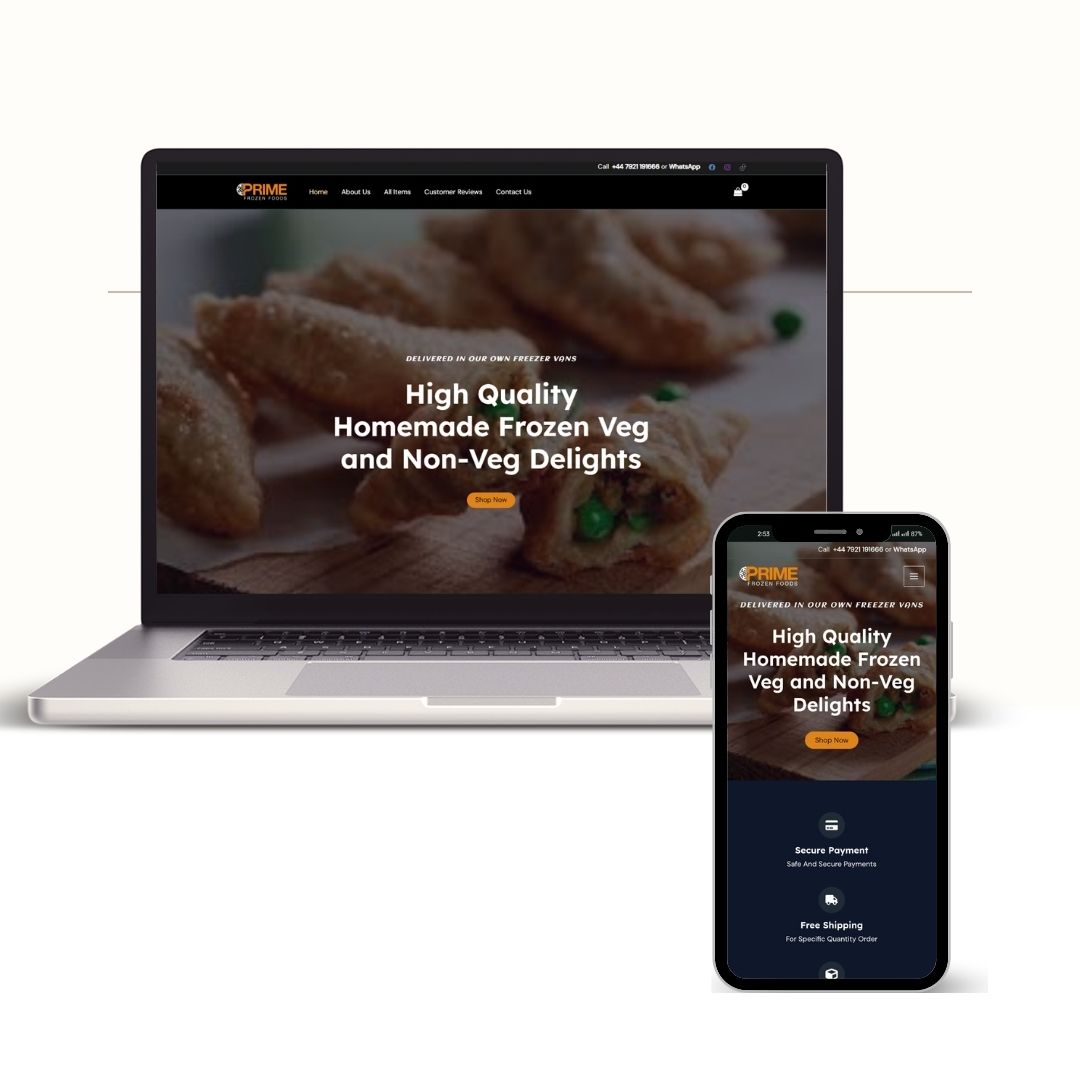 Call +44 7921 191666 or WhatsApp
PRIME
FROZEN FOODS
Home About Us All Items Customer Reviews Contact Us
0
DELIVERED IN OUR OWN FREEZER VANS
High Quality
Homemade Frozen Veg
and Non-Veg Delights
Shop Now
2:53
87%
Call +44 7921 191666 or WhatsApp
PRIME
FROZEN FOODS
DELIVERED IN OUR OWN FREEZER VANS
High Quality
Homemade Frozen
Veg and Non-Veg
Delights
Shop Now
Secure Payment
Safe And Secure Payments
Free Shipping
For Specific Quantity Order